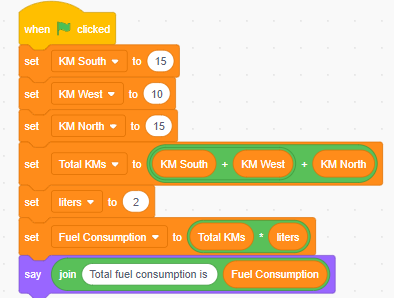 when clicked
set KM South to 15
set KM West to 10
set KM North to 15
set Total KMs to KM South + KM West + KM North
set liters to 2
set Fuel Consumption to Total KMs * liters
say join Total fuel consumption is Fuel Consumption